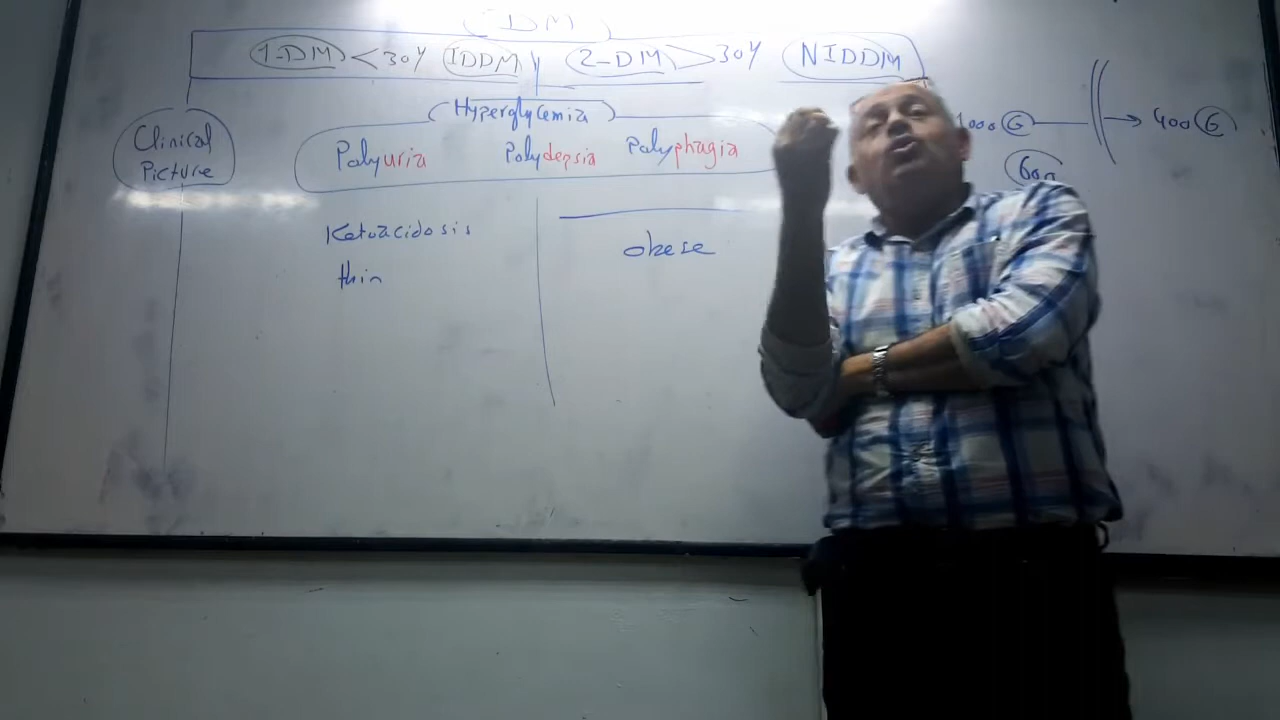 (DM)
1-DM < 30Y IDDM 2-DM > 30Y NIDDM
(Hyperglycemia)
Clinical Picture
Polyuria Polydepsia Polyphagia
1000 G → 400 G
600
Ketoacidosis obese
thin